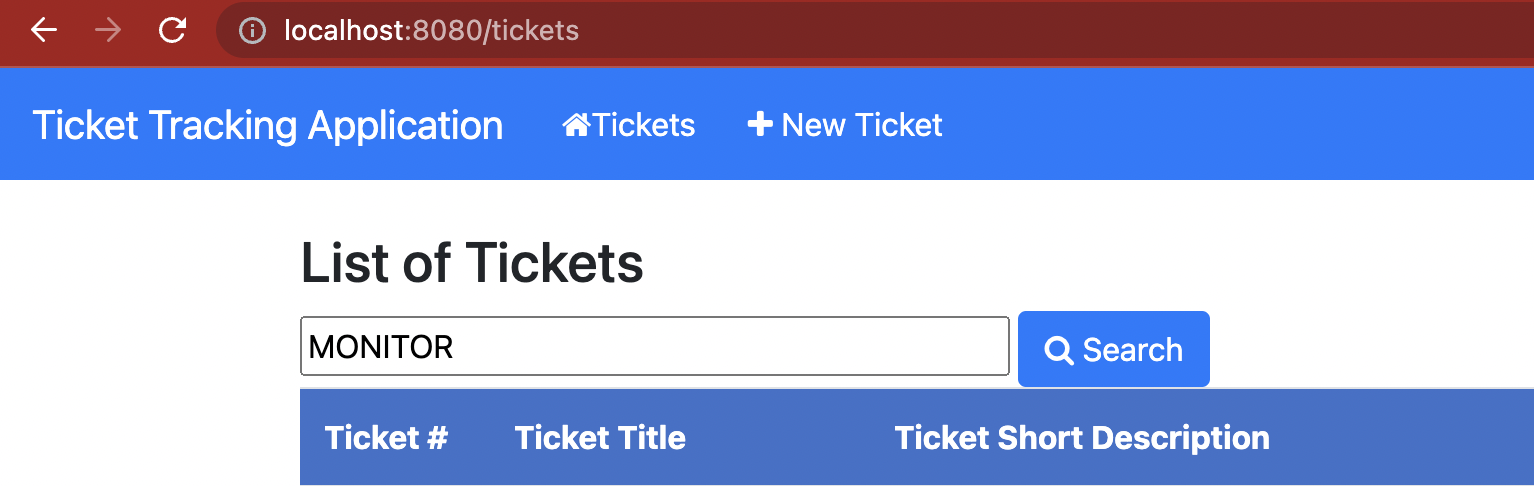 localhost:8080/tickets
Ticket Tracking Application Tickets New Ticket
List of Tickets
MONITOR Search
Ticket # Ticket Title Ticket Short Description